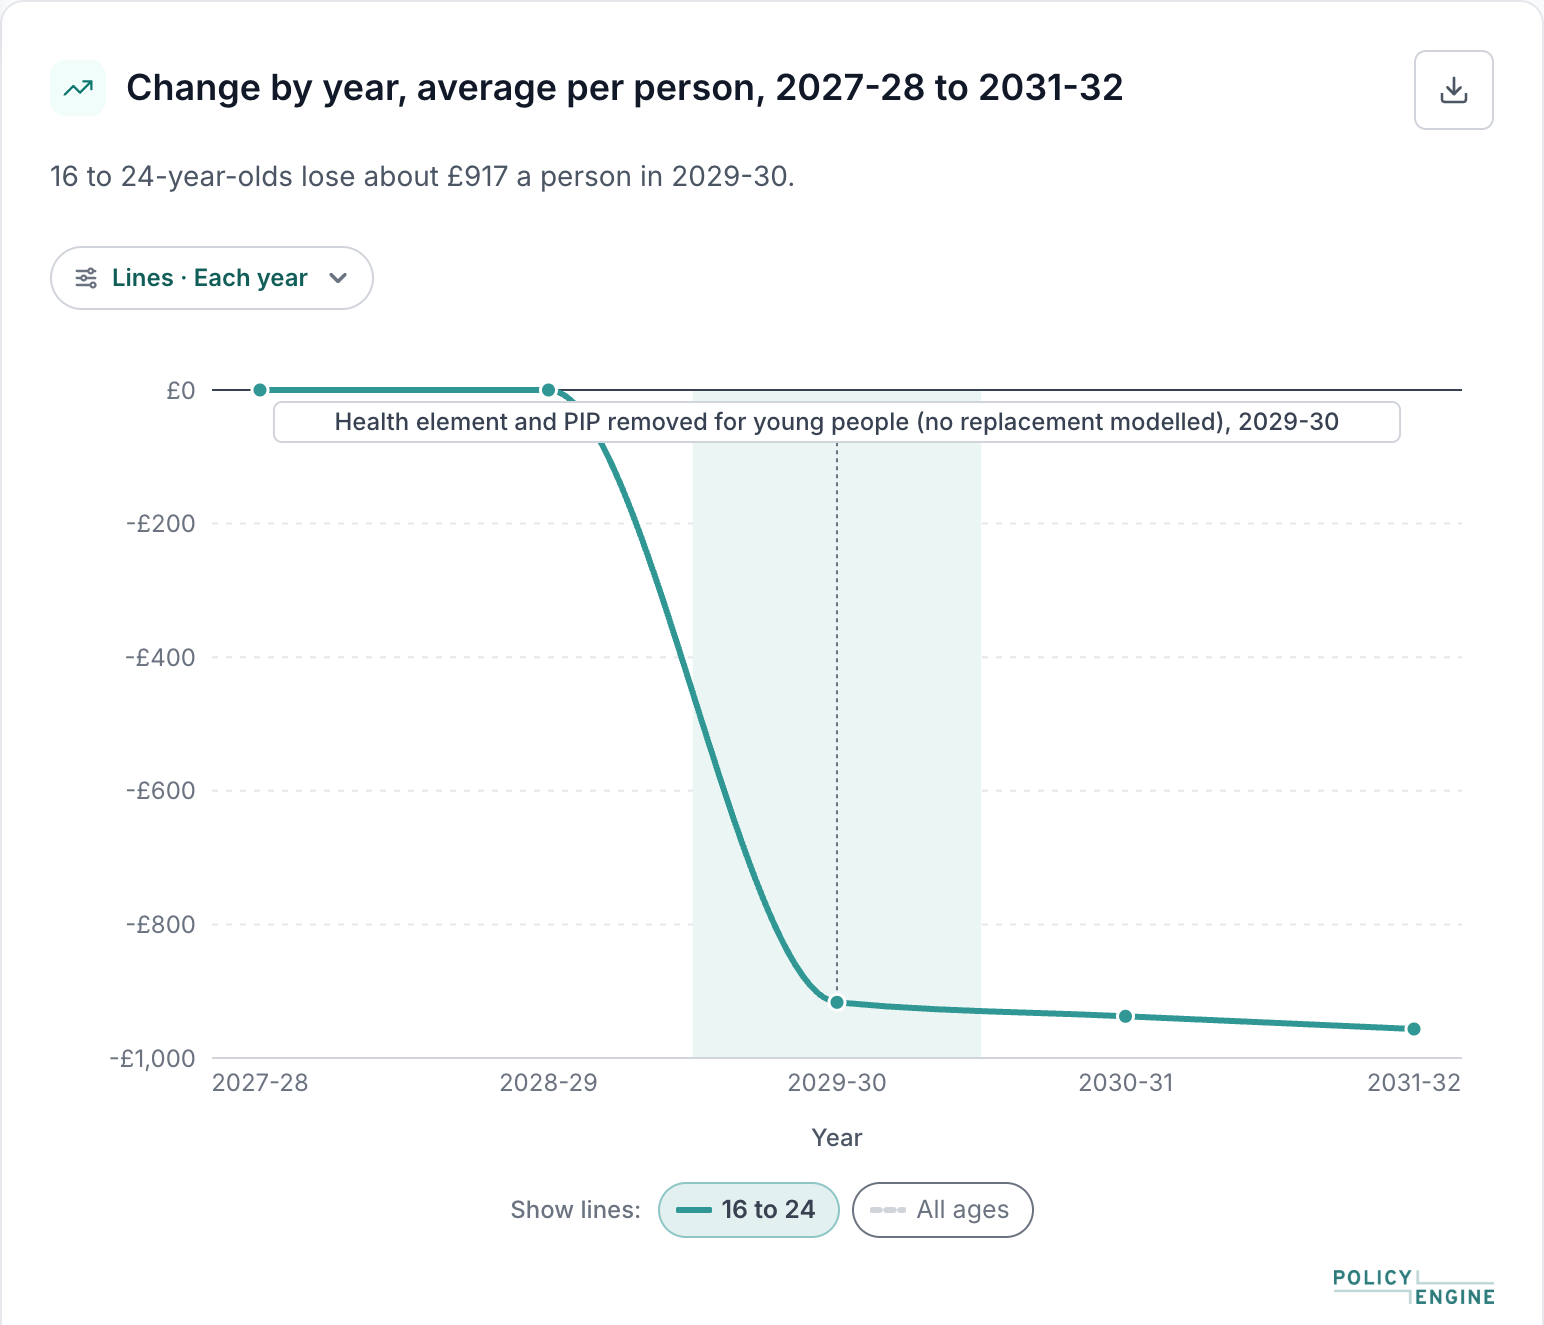 Change by year, average per person, 2027-28 to 2031-32
16 to 24-year-olds lose about £917 a person in 2029-30.
Lines · Each year
£0
Health element and PIP removed for young people (no replacement modelled), 2029-30
-£200
-£400
-£600
-£800
-£1,000
2027-28 2028-29 2029-30 2030-31 2031-32
Year
Show lines: 16 to 24 All ages
POLICY
ENGINE